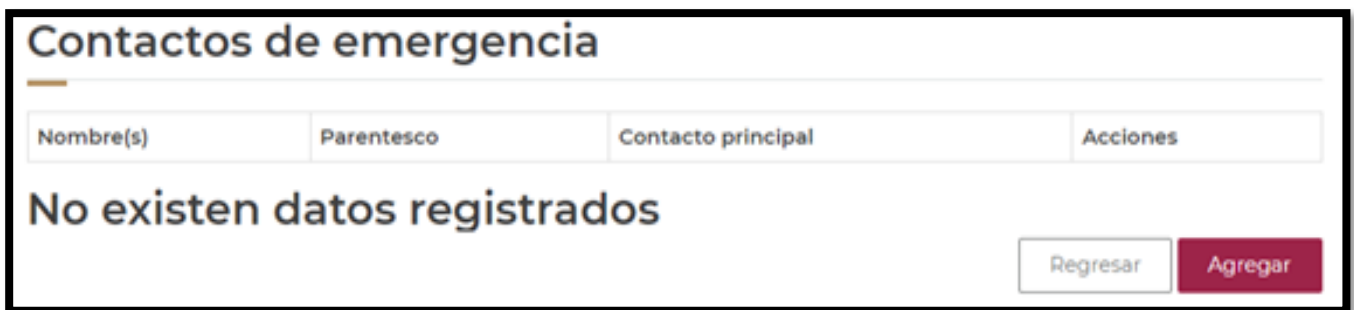 Contactos de emergencia
Nombre(s) Parentesco Contacto principal Acciones
No existen datos registrados
Regresar Agregar